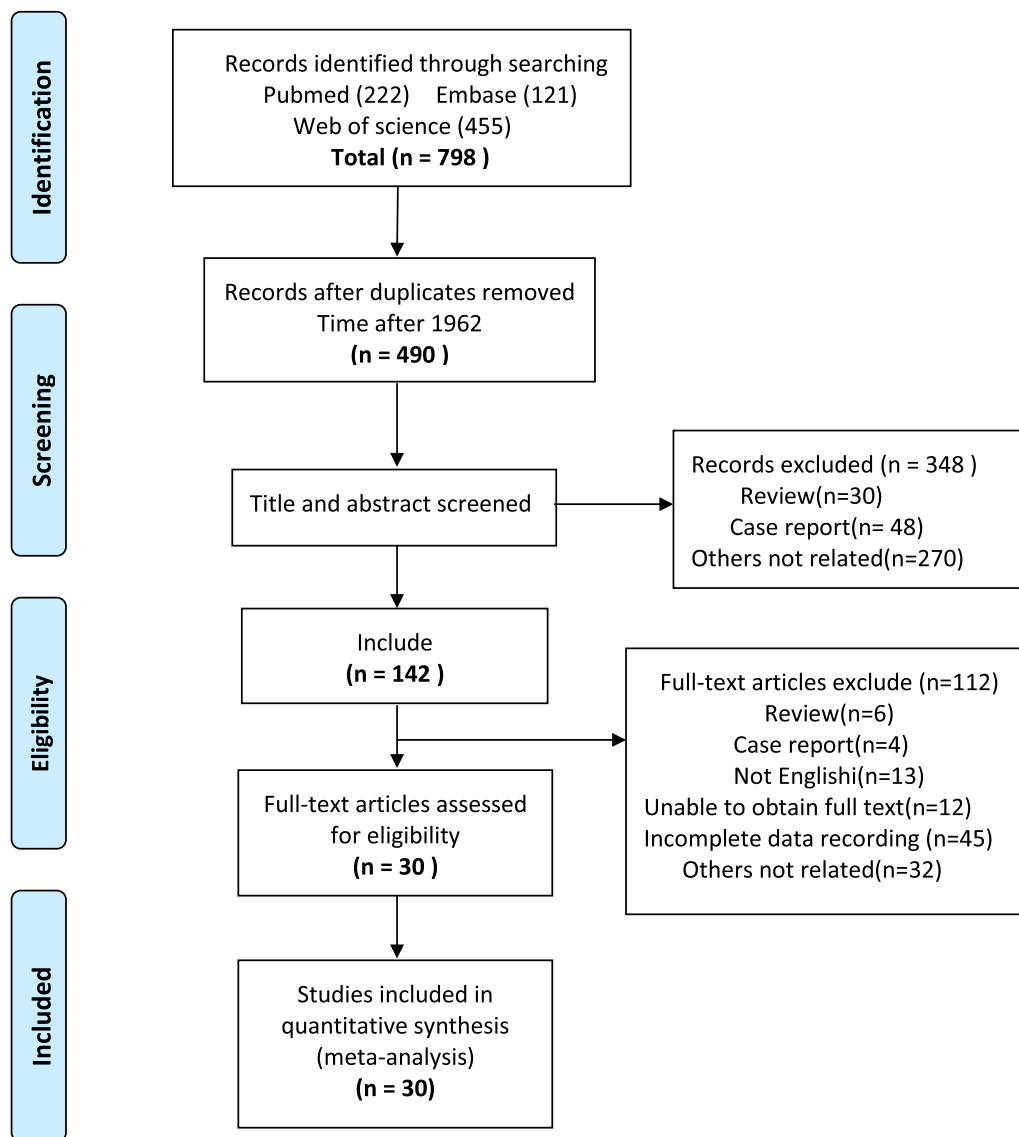 Identification
Records identified through searching
Pubmed (222) Embase (121)
Web of science (455)
Total (n = 798 )
Screening
Records after duplicates removed
Time after 1962
(n = 490 )
Title and abstract screened
Records excluded (n = 348 )
Review(n=30)
Case report(n= 48)
Others not related(n=270)
Eligibility
Include
(n = 142 )
Full-text articles exclude (n=112)
Review(n=6)
Case report(n=4)
Not Englishi(n=13)
Unable to obtain full text(n=12)
Incomplete data recording (n=45)
Others not related(n=32)
Full-text articles assessed
for eligibility
(n = 30 )
Included
Studies included in
quantitative synthesis
(meta-analysis)
(n = 30)